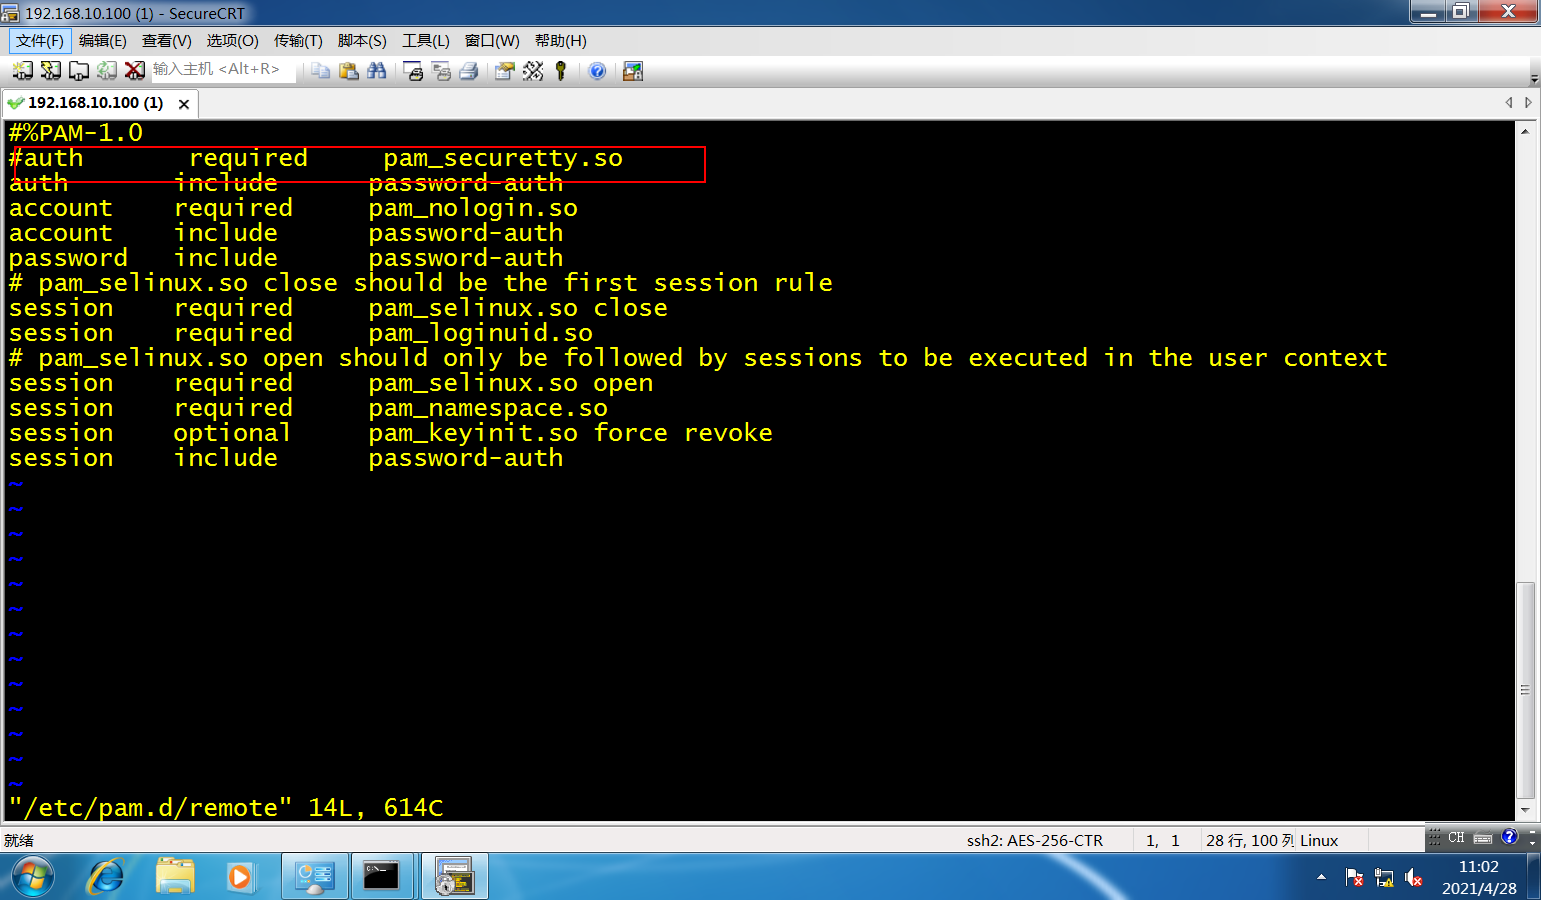 192.168.10.100 (1) - SecureCRT
文件(F) 编辑(E) 查看(V) 选项(O) 传输(T) 脚本(S) 工具(L) 窗口(W) 帮助(H)
输入主机 <Alt+R>
192.168.10.100 (1)
#%PAM-1.0
#auth       required     pam_securetty.so
auth       include      password-auth
account    required     pam_nologin.so
account    include      password-auth
password   include      password-auth
# pam_selinux.so close should be the first session rule
session    required     pam_selinux.so close
session    required     pam_loginuid.so
# pam_selinux.so open should only be followed by sessions to be executed in the user context
session    required     pam_selinux.so open
session    required     pam_namespace.so
session    optional     pam_keyinit.so force revoke
session    include      password-auth
~
~
~
~
~
~
~
~
~
~
~
~
~
"/etc/pam.d/remote" 14L, 614C
就绪 ssh2: AES-256-CTR 1, 1 28 行, 100 列 Linux CH
11:02
2021/4/28